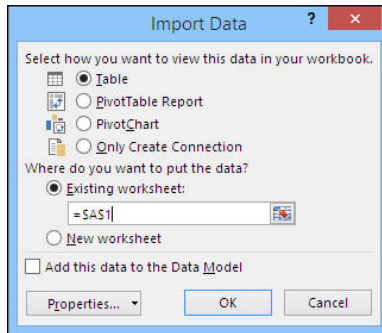 Import Data
?
Select how you want to view this data in your workbook.
Table
PivotTable Report
PivotChart
Only Create Connection
Where do you want to put the data?
Existing worksheet:
=$A$1
New worksheet
Add this data to the Data Model
Properties...
OK
Cancel